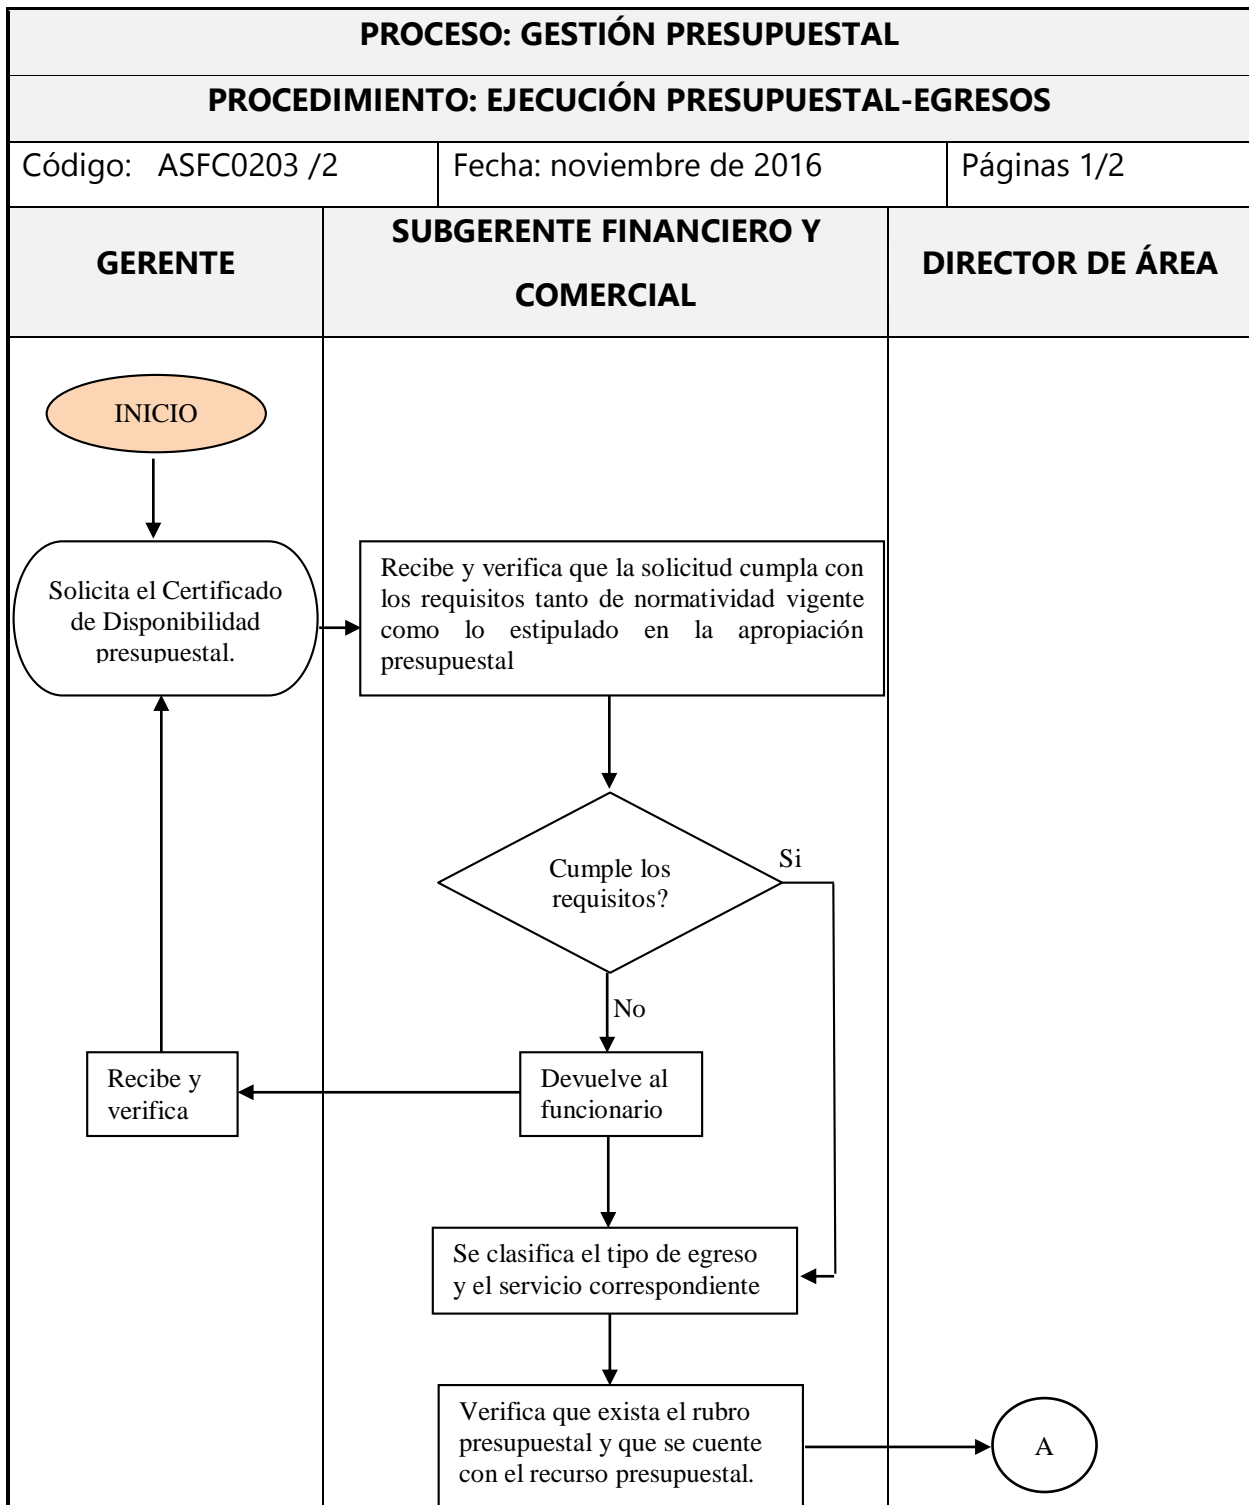 PROCESO: GESTIÓN PRESUPUESTAL
PROCEDIMIENTO: EJECUCIÓN PRESUPUESTAL-EGRESOS
Código: ASFC0203 /2
Fecha: noviembre de 2016
Páginas 1/2
GERENTE
SUBGERENTE FINANCIERO Y
COMERCIAL
DIRECTOR DE ÁREA
INICIO
Solicita el Certificado
de Disponibilidad
presupuestal.
Recibe y verifica que la solicitud cumpla con
los requisitos tanto de normatividad vigente
como lo estipulado en la apropiación
presupuestal
Cumple los
requisitos?
Si
No
Devuelve al
funcionario
Recibe y
verifica
Se clasifica el tipo de egreso
y el servicio correspondiente
Verifica que exista el rubro
presupuestal y que se cuente
con el recurso presupuestal.
A